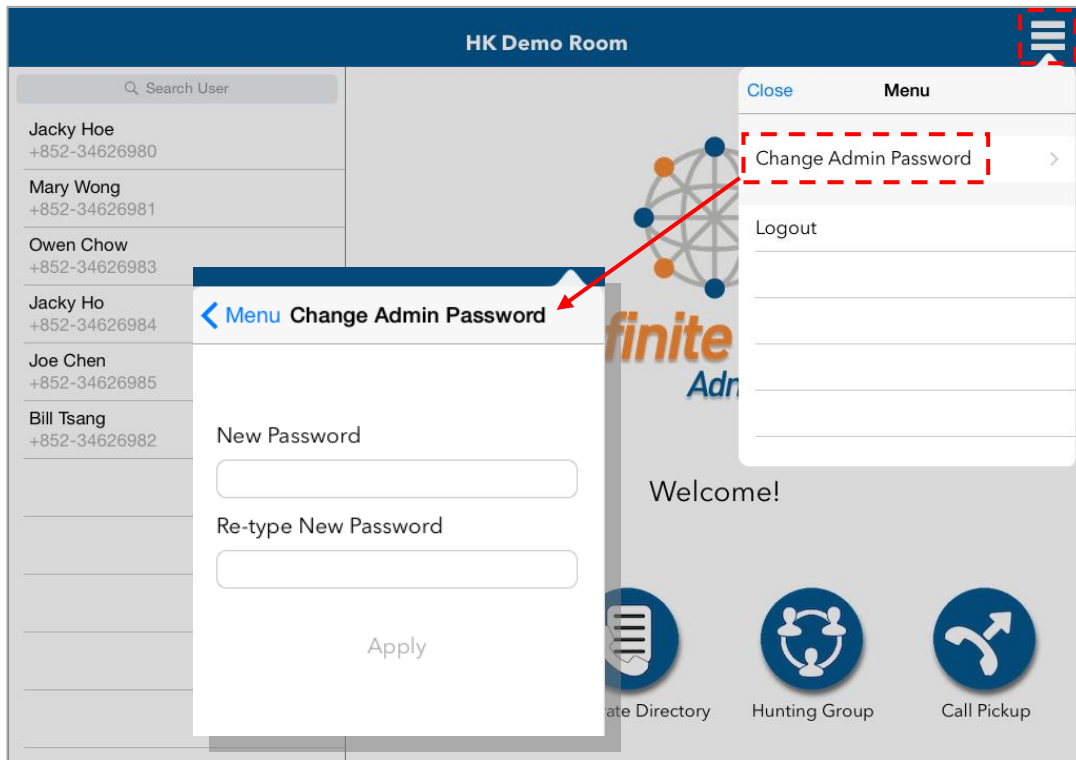 HK Demo Room
Search User
Jacky Hoe
+852-34626980
Mary Wong
+852-34626981
Owen Chow
+852-34626983
Jacky Ho
+852-34626984
Joe Chen
+852-34626985
Bill Tsang
+852-34626982
Close Menu
Change Admin Password
Logout
Menu Change Admin Password
New Password
Re-type New Password
Apply
finite
Welcome!
Directory
Hunting Group
Call Pickup